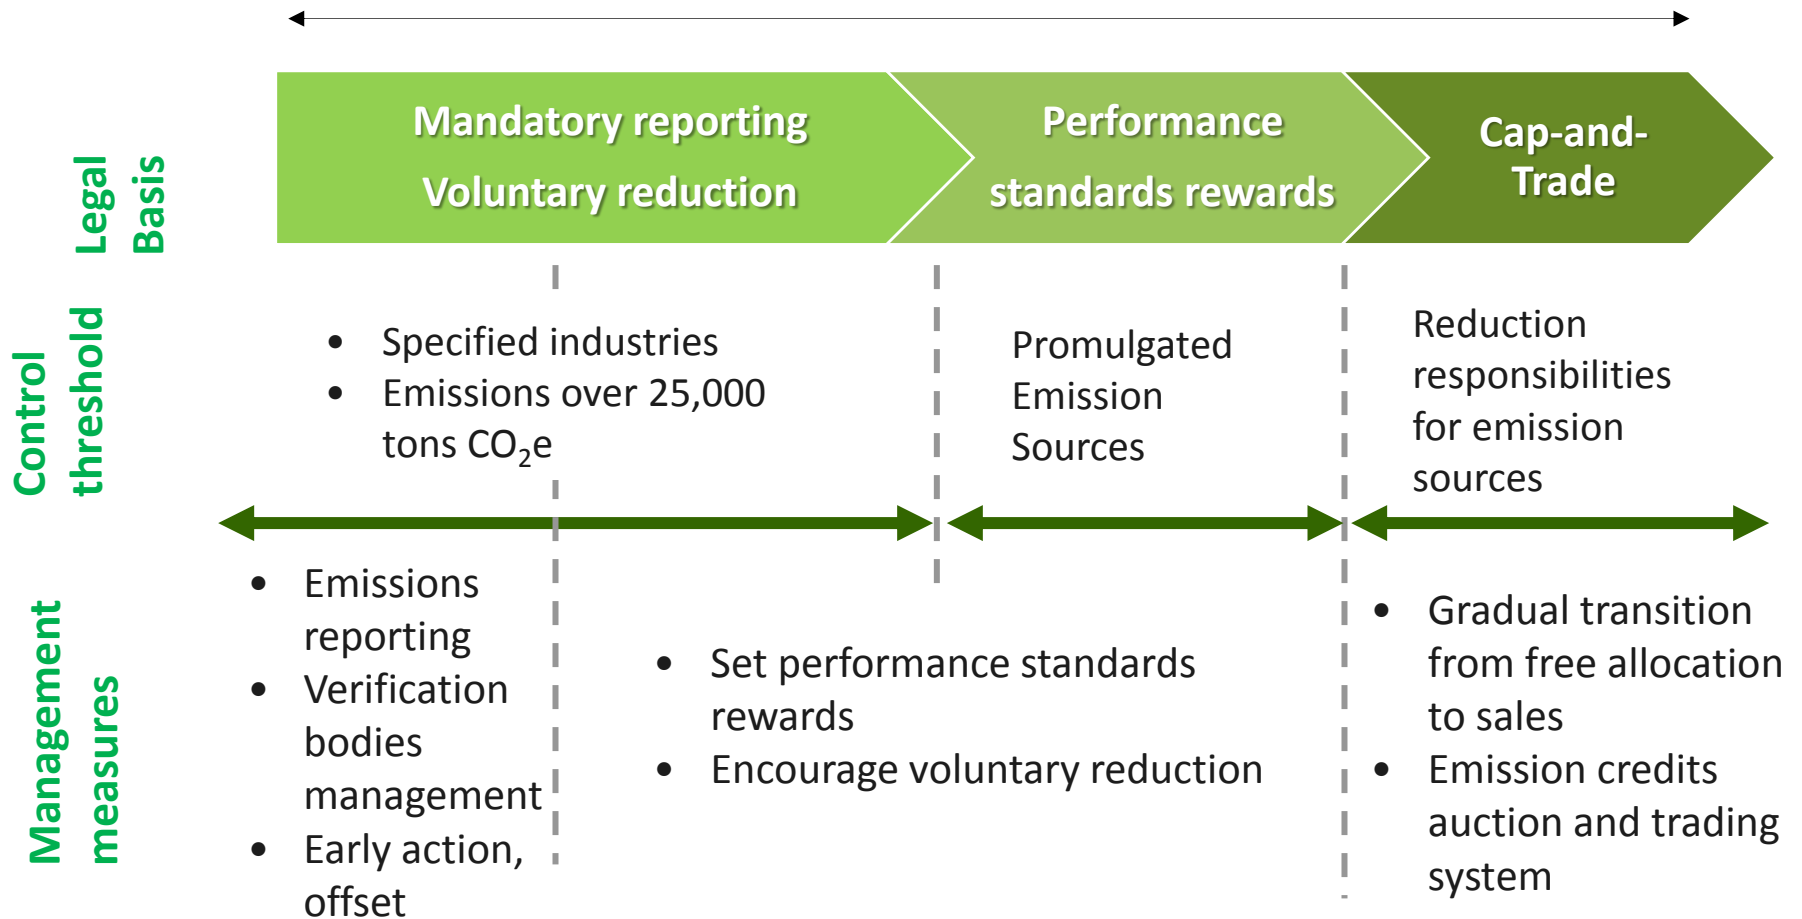 Legal
Basis
Mandatory reporting
Voluntary reduction
Performance
standards rewards
Cap-and-
Trade
Control
threshold
• Specified industries
• Emissions over 25,000
tons CO₂e
Promulgated
Emission
Sources
Reduction
responsibilities
for emission
sources
Management
measures
• Emissions
reporting
• Verification
bodies
management
• Early action,
offset
• Set performance standards
rewards
• Encourage voluntary reduction
• Gradual transition
from free allocation
to sales
• Emission credits
auction and trading
system